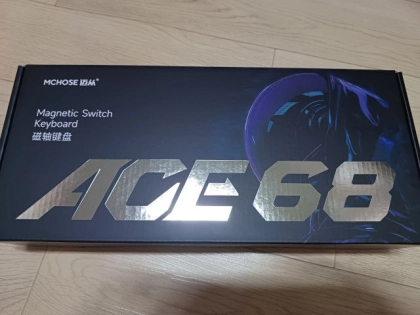 MCHOSE 迈从
Magnetic Switch
Keyboard
磁轴键盘
ACE 68